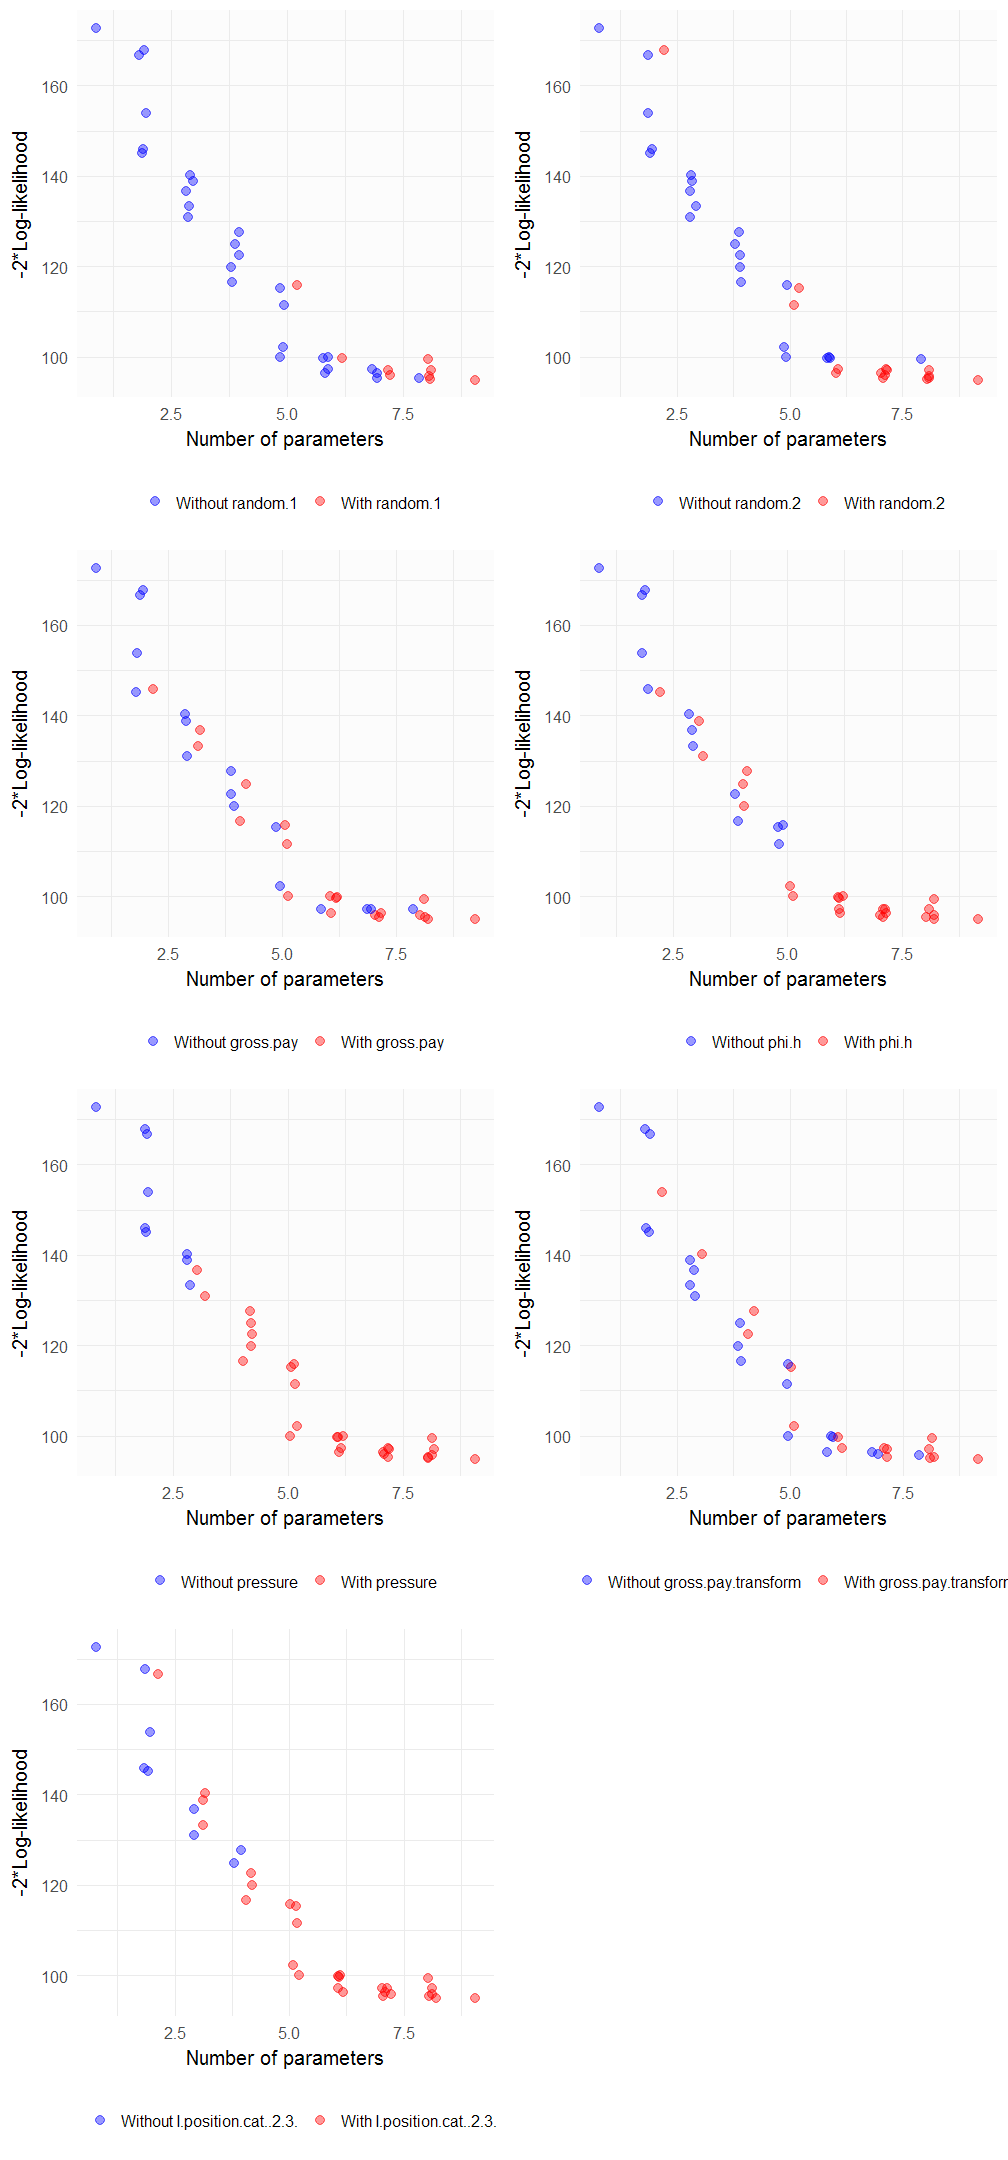 160
140
120
100
-2*Log-likelihood
2.5 5.0 7.5
Number of parameters
Without random.1 With random.1
160
140
120
100
-2*Log-likelihood
2.5 5.0 7.5
Number of parameters
Without random.2 With random.2
160
140
120
100
-2*Log-likelihood
2.5 5.0 7.5
Number of parameters
Without gross.pay With gross.pay
160
140
120
100
-2*Log-likelihood
2.5 5.0 7.5
Number of parameters
Without phi.h With phi.h
160
140
120
100
-2*Log-likelihood
2.5 5.0 7.5
Number of parameters
Without pressure With pressure
160
140
120
100
-2*Log-likelihood
2.5 5.0 7.5
Number of parameters
Without gross.pay.transform With gross.pay.transfor
160
140
120
100
-2*Log-likelihood
2.5 5.0 7.5
Number of parameters
Without I.position.cat..2.3. With I.position.cat..2.3.